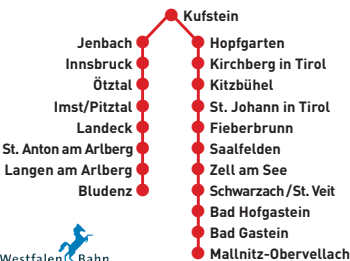 Kufstein
Jenbach
Innsbruck
Ötztal
Imst/Pitztal
Landeck
St. Anton am Arlberg
Langen am Arlberg
Bludenz
Hopfgarten
Kirchberg in Tirol
Kitzbühel
St. Johann in Tirol
Fieberbrunn
Saalfelden
Zell am See
Schwarzach/St. Veit
Bad Hofgastein
Bad Gastein
Mallnitz-Obervellach
Westfalen Bahn